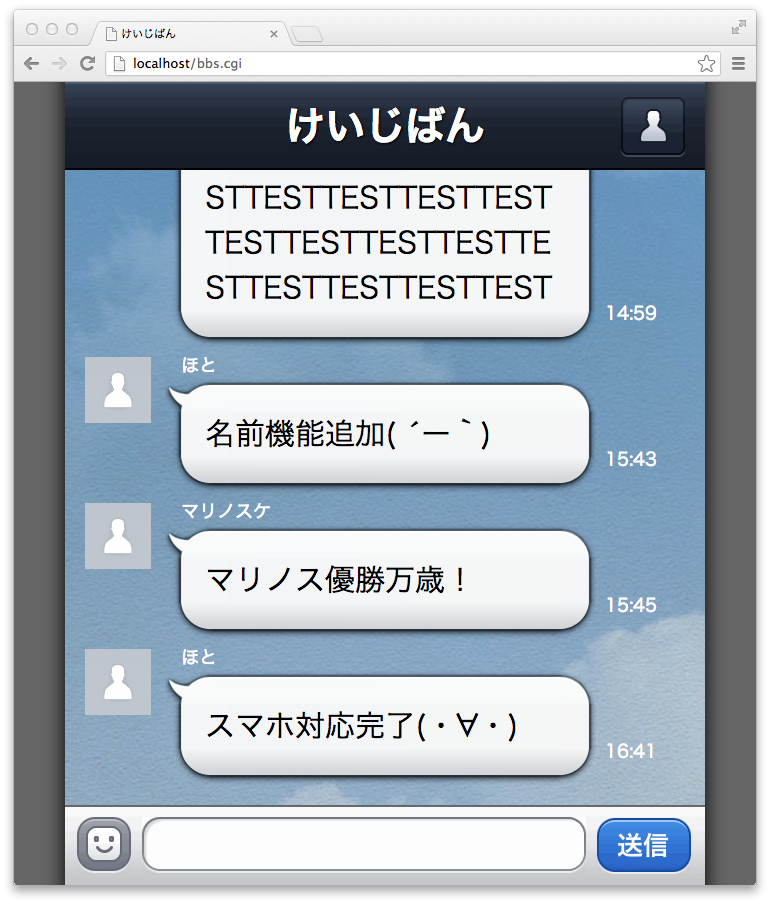 けいじばん
localhost/bbs.cgi
けいじばん
STTESTTESTTESTTEST
TESTTESTTESTTESTTE
STTESTTESTTESTTEST
14:59
ほと
名前機能追加( ´ー｀)
15:43
マリノスケ
マリノス優勝万歳！
15:45
ほと
スマホ対応完了(・∀・)
16:41
送信